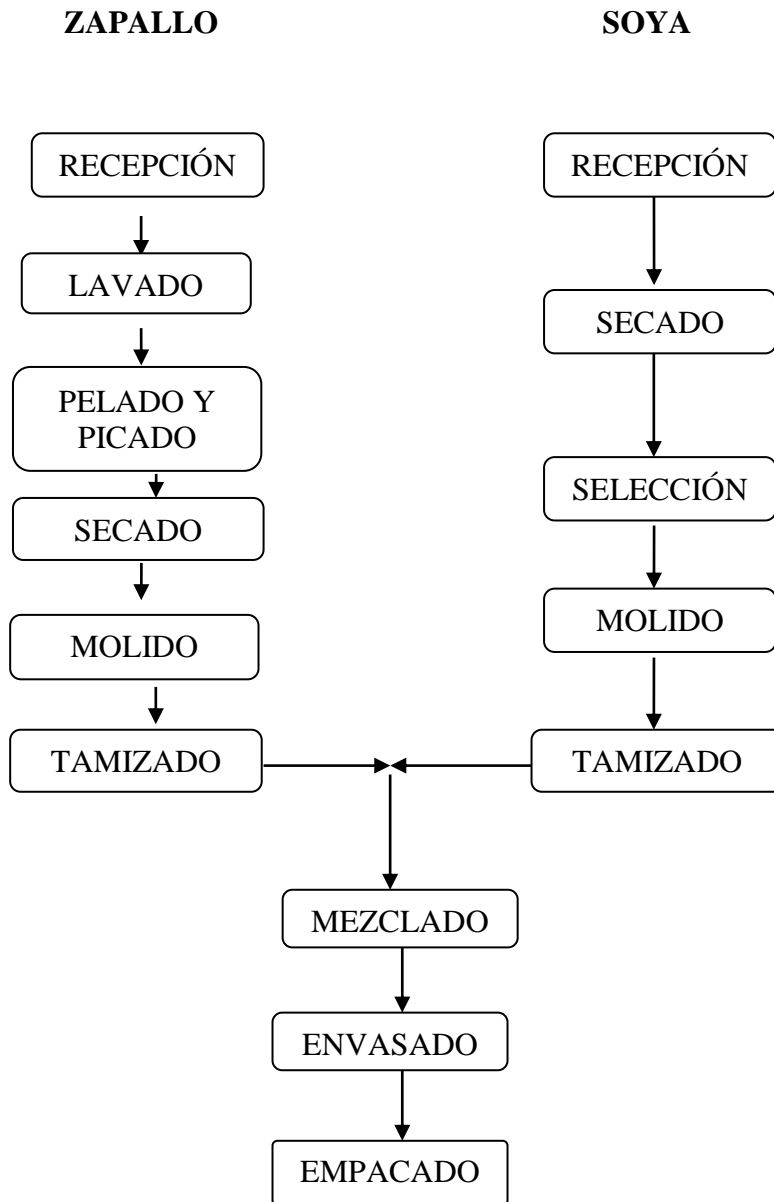 ZAPALLO
SOYA
RECEPCIÓN
RECEPCIÓN
LAVADO
SECADO
PELADO Y
PICADO
SELECCIÓN
SECADO
MOLIDO
MOLIDO
TAMIZADO
TAMIZADO
MEZCLADO
ENVASADO
EMPACADO